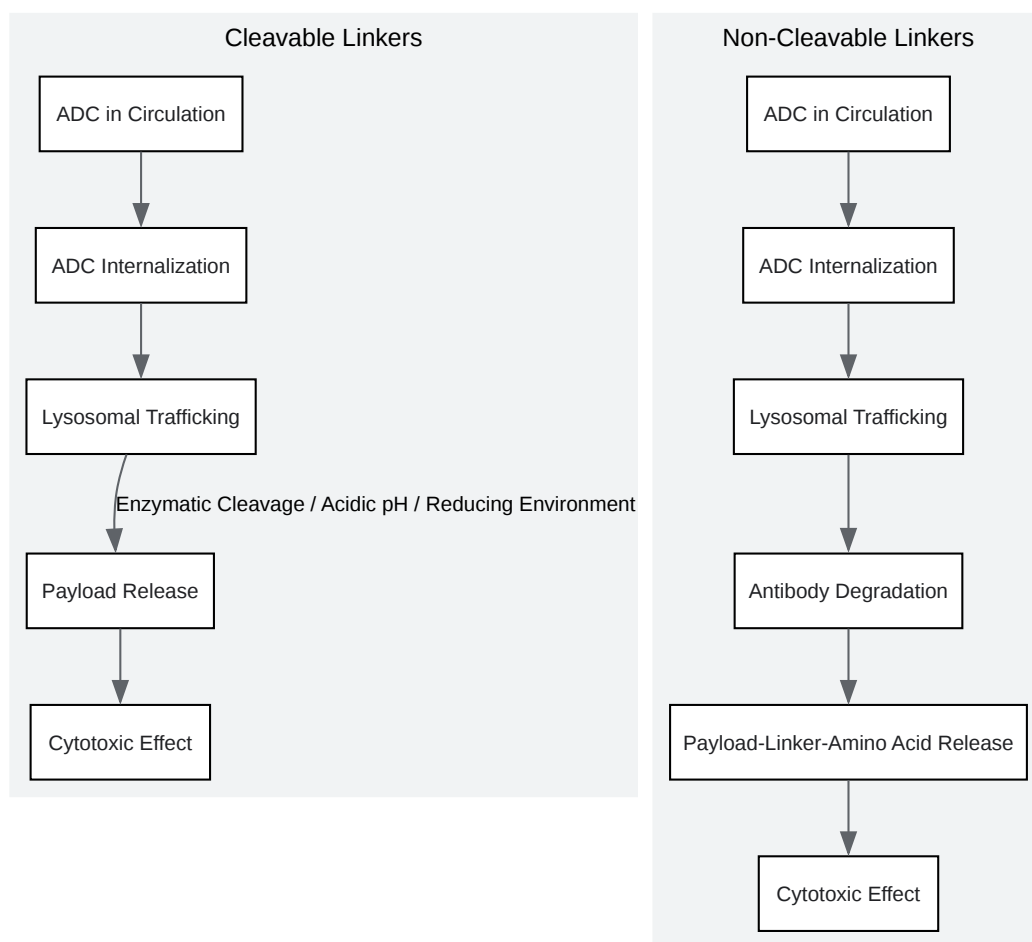 Cleavable Linkers
ADC in Circulation
ADC Internalization
Lysosomal Trafficking
Enzymatic Cleavage / Acidic pH / Reducing Environment
Payload Release
Cytotoxic Effect
Non-Cleavable Linkers
ADC in Circulation
ADC Internalization
Lysosomal Trafficking
Antibody Degradation
Payload-Linker-Amino Acid Release
Cytotoxic Effect